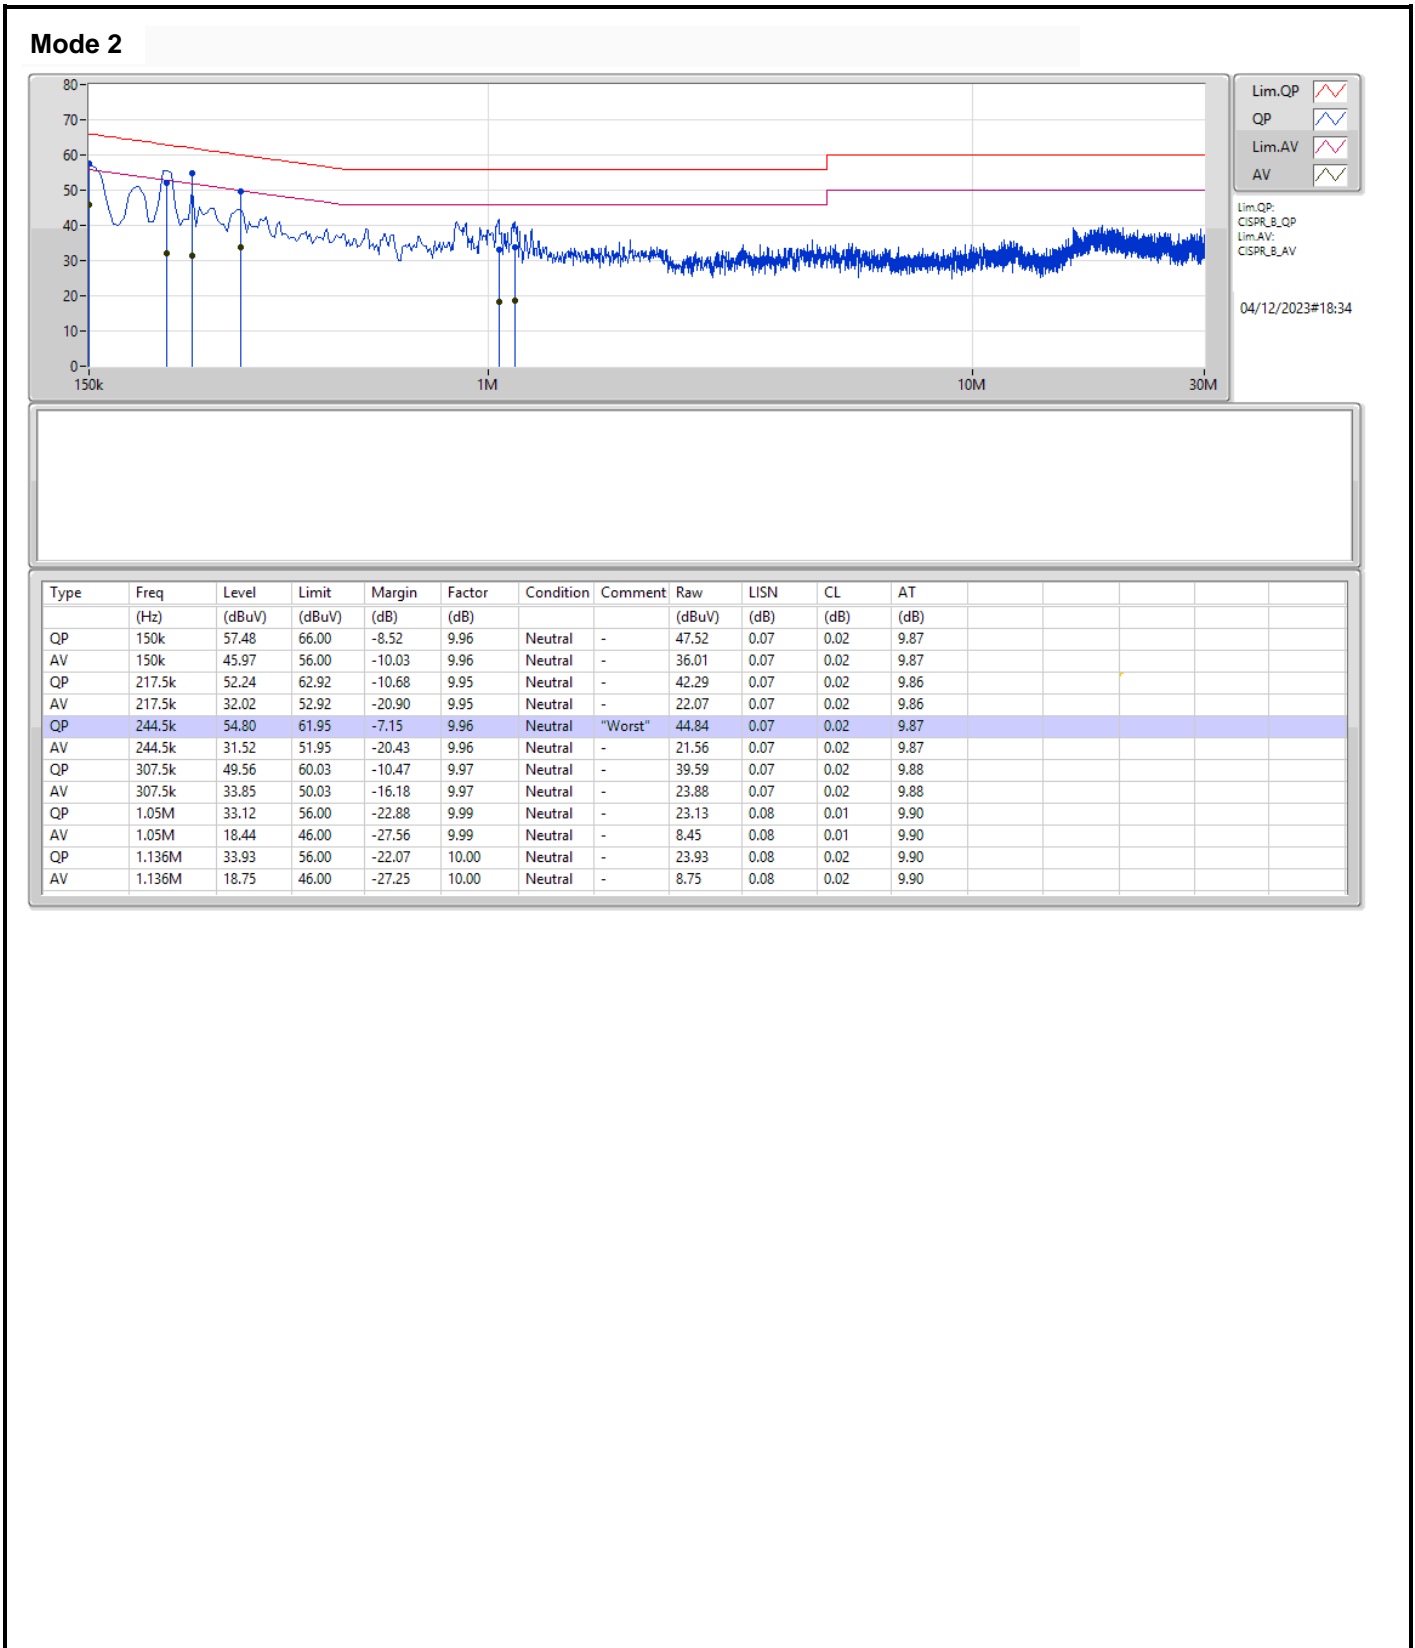 Mode 2
80
70
60
50
40
30
20
10
0
150k 1M 10M 30M
Lim.QP
QP
Lim.AV
AV
Lim.QP:
CISPR_B_QP
Lim.AV:
CISPR_B_AV
04/12/2023#18:34
Type Freq Level Limit Margin Factor Condition Comment Raw LISN CL AT
(Hz) (dBuV) (dBuV) (dB) (dB) (dBuV) (dB) (dB) (dB)
QP 150k 57.48 66.00 -8.52 9.96 Neutral - 47.52 0.07 0.02 9.87
AV 150k 45.97 56.00 -10.03 9.96 Neutral - 36.01 0.07 0.02 9.87
QP 217.5k 52.24 62.92 -10.68 9.95 Neutral - 42.29 0.07 0.02 9.86
AV 217.5k 32.02 52.92 -20.90 9.95 Neutral - 22.07 0.07 0.02 9.86
QP 244.5k 54.80 61.95 -7.15 9.96 Neutral "Worst" 44.84 0.07 0.02 9.87
AV 244.5k 31.52 51.95 -20.43 9.96 Neutral - 21.56 0.07 0.02 9.87
QP 307.5k 49.56 60.03 -10.47 9.97 Neutral - 39.59 0.07 0.02 9.88
AV 307.5k 33.85 50.03 -16.18 9.97 Neutral - 23.88 0.07 0.02 9.88
QP 1.05M 33.12 56.00 -22.88 9.99 Neutral - 23.13 0.08 0.01 9.90
AV 1.05M 18.44 46.00 -27.56 9.99 Neutral - 8.45 0.08 0.01 9.90
QP 1.136M 33.93 56.00 -22.07 10.00 Neutral - 23.93 0.08 0.02 9.90
AV 1.136M 18.75 46.00 -27.25 10.00 Neutral - 8.75 0.08 0.02 9.90